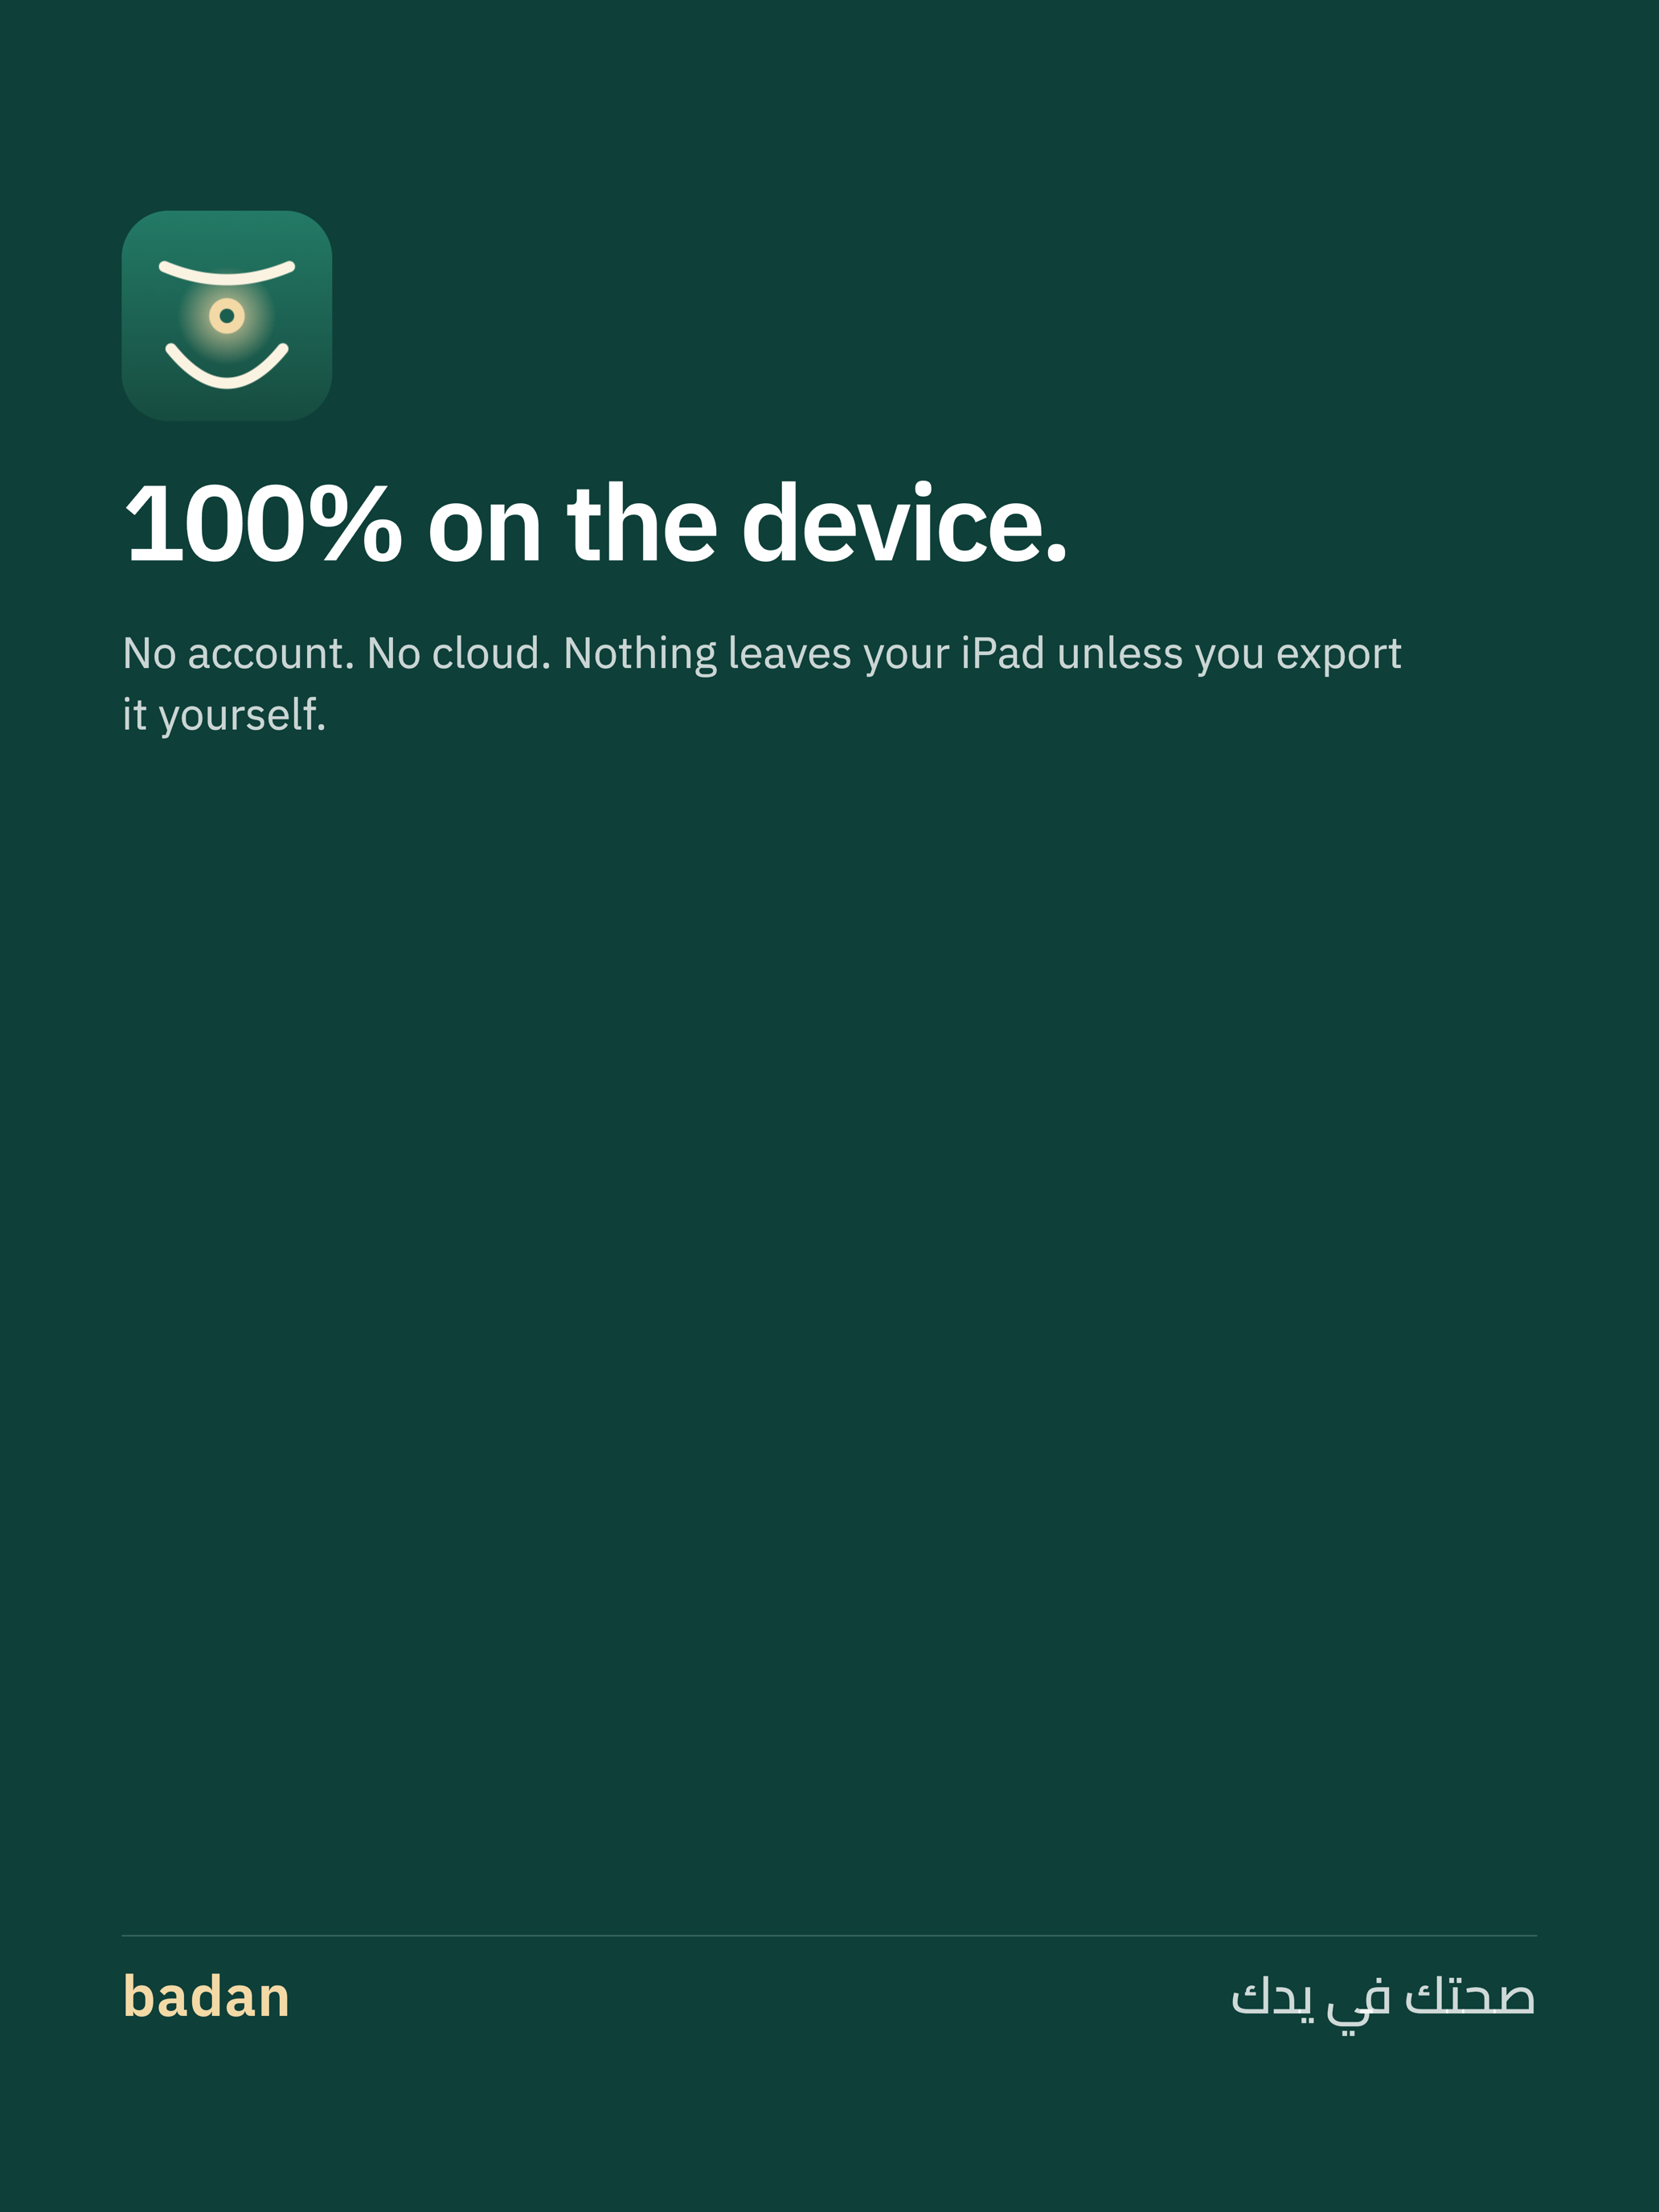 100% on the device.
No account. No cloud. Nothing leaves your iPad unless you export
it yourself.
badan
صحتك في يدك